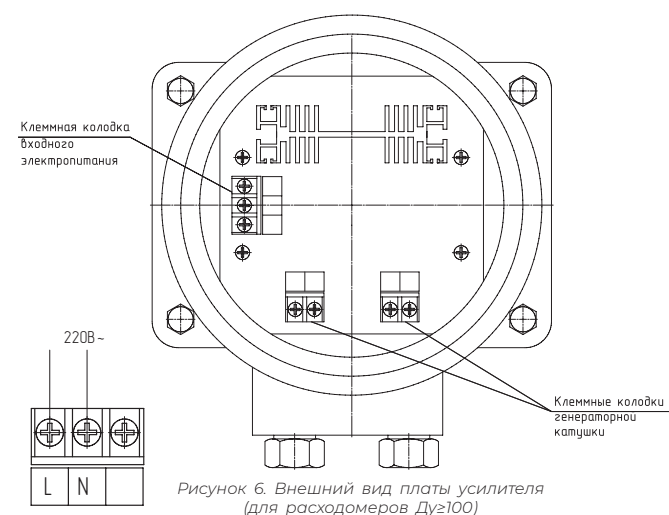 Клеммная колодка
входного
электропитания
220В~
L N
Клеммные колодки
генераторной
катушки
Рисунок 6. Внешний вид платы усилителя
(для расходомеров Ду≥100)